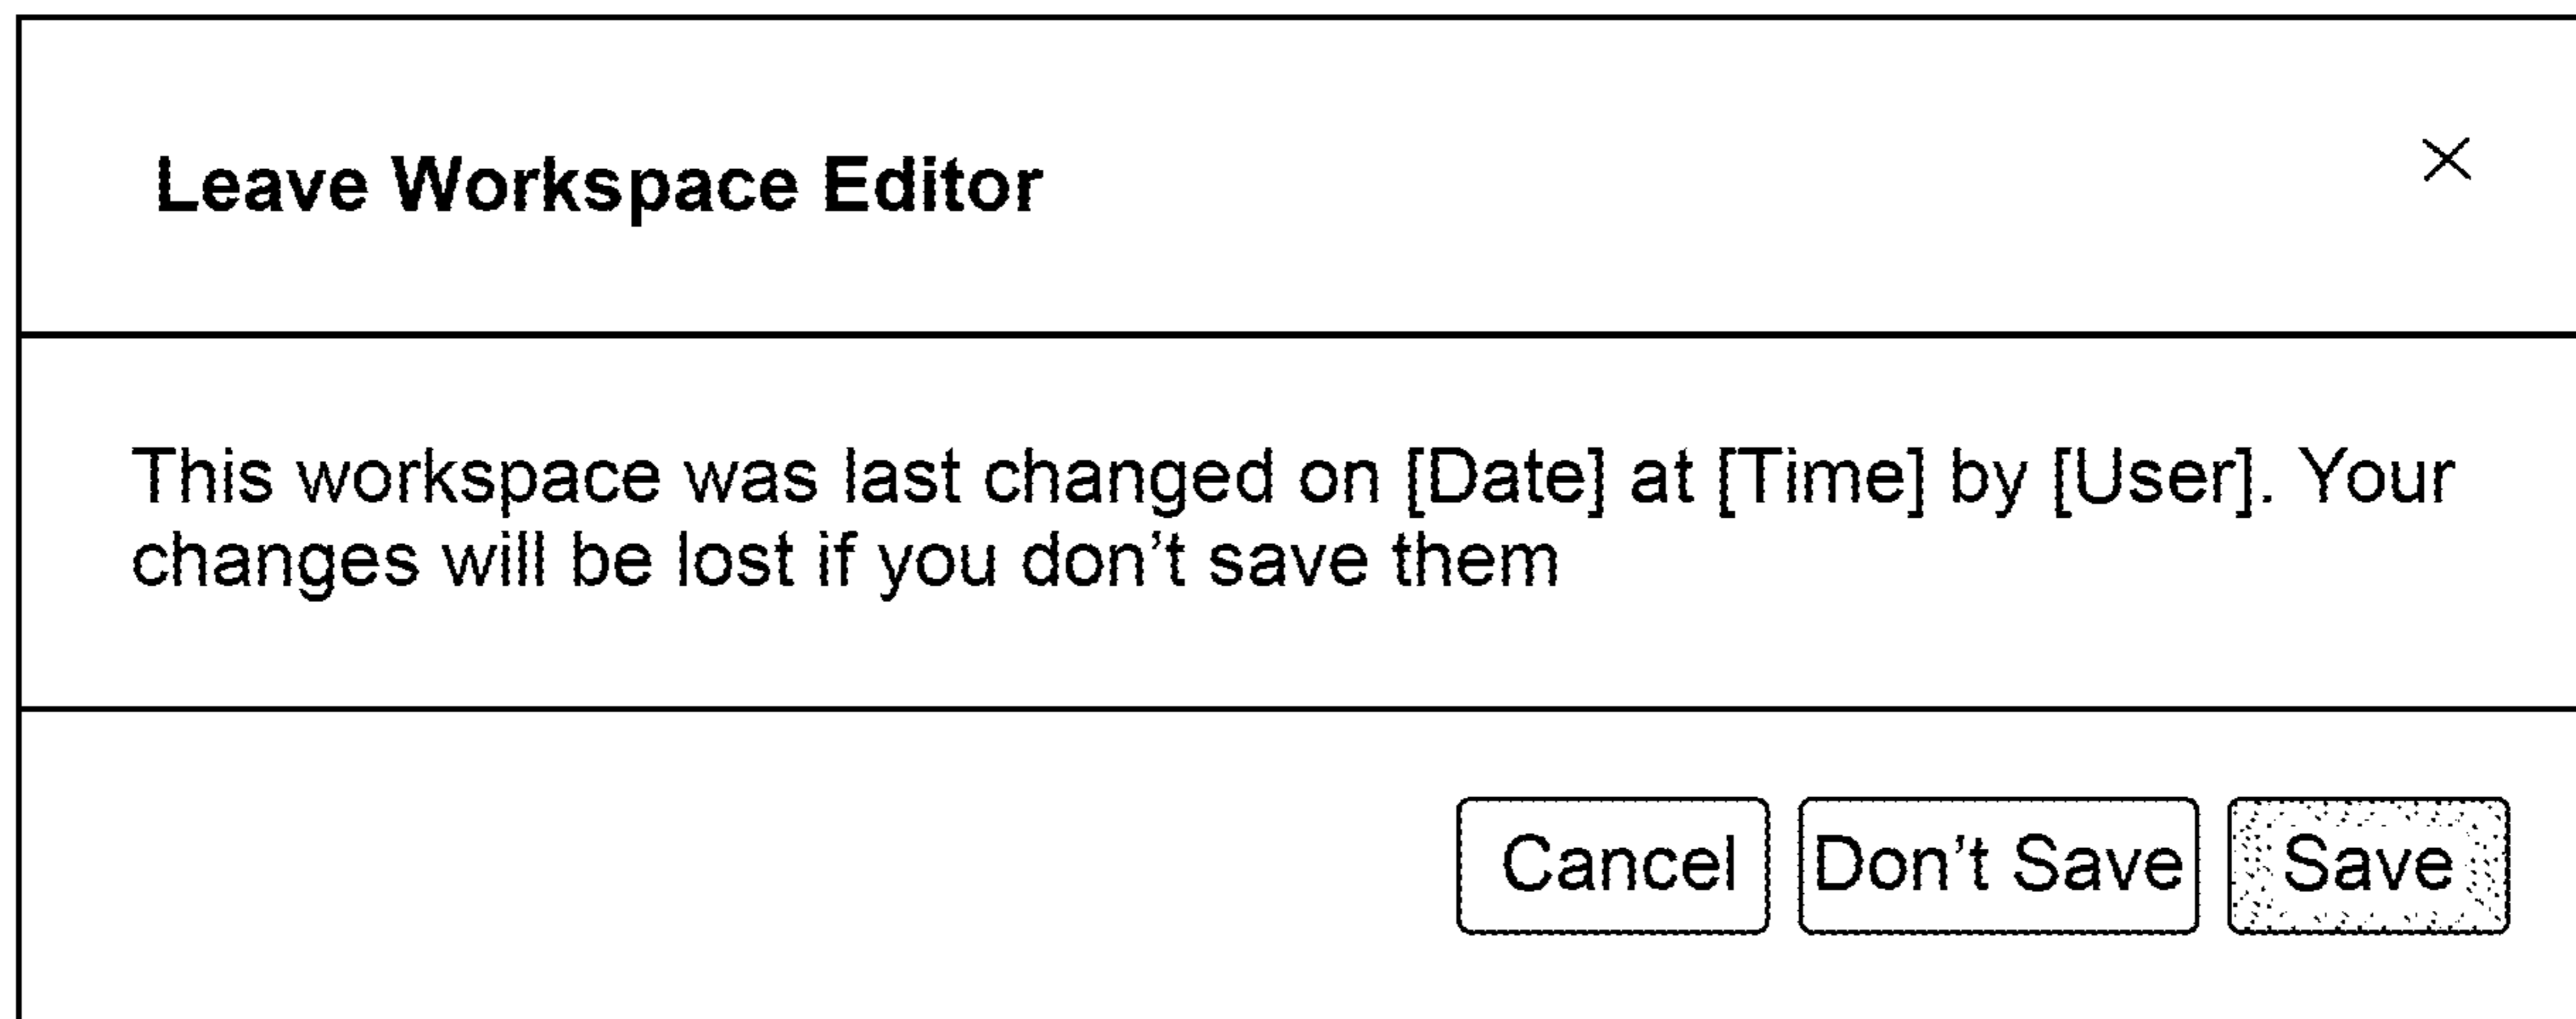 Leave Workspace Editor
This workspace was last changed on [Date] at [Time] by [User]. Your
changes will be lost if you don’t save them
Cancel Don’t Save Save